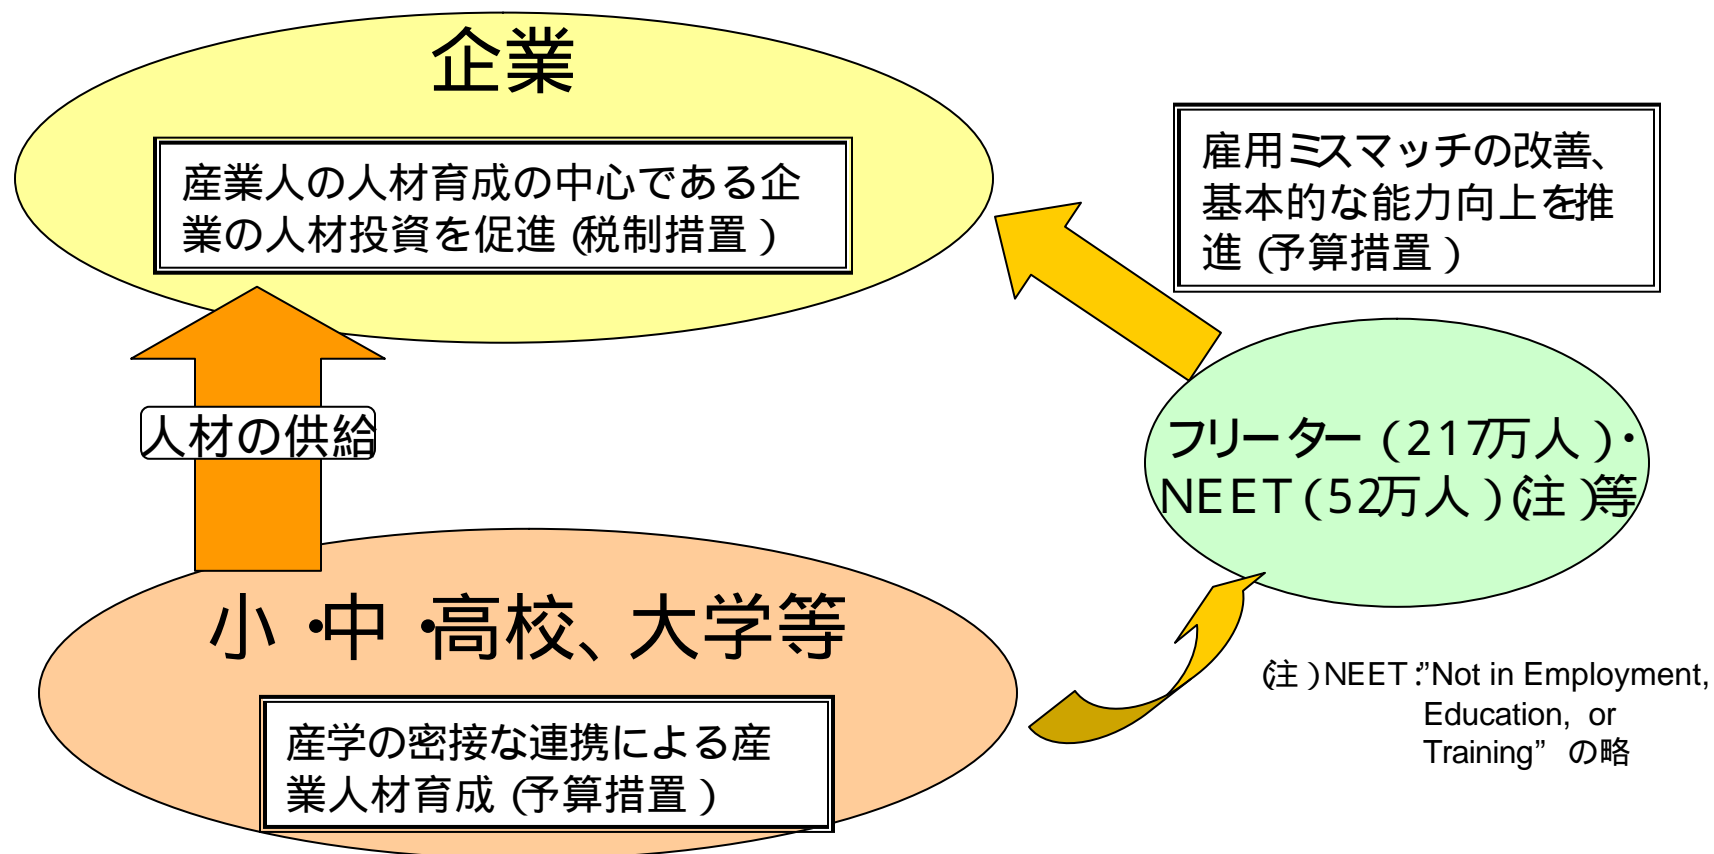 企業
産業人の人材育成の中心である企
業の人材投資を促進（税制措置）
雇用ミスマッチの改善、
基本的な能力向上を推
進（予算措置）
人材の供給
フリーター（217万人）・
NEET（52万人）（注）等
小・中・高校、大学等
産学の密接な連携による産
業人材育成（予算措置）
（注）NEET：”Not in Employment,
Education, or
Training” の略